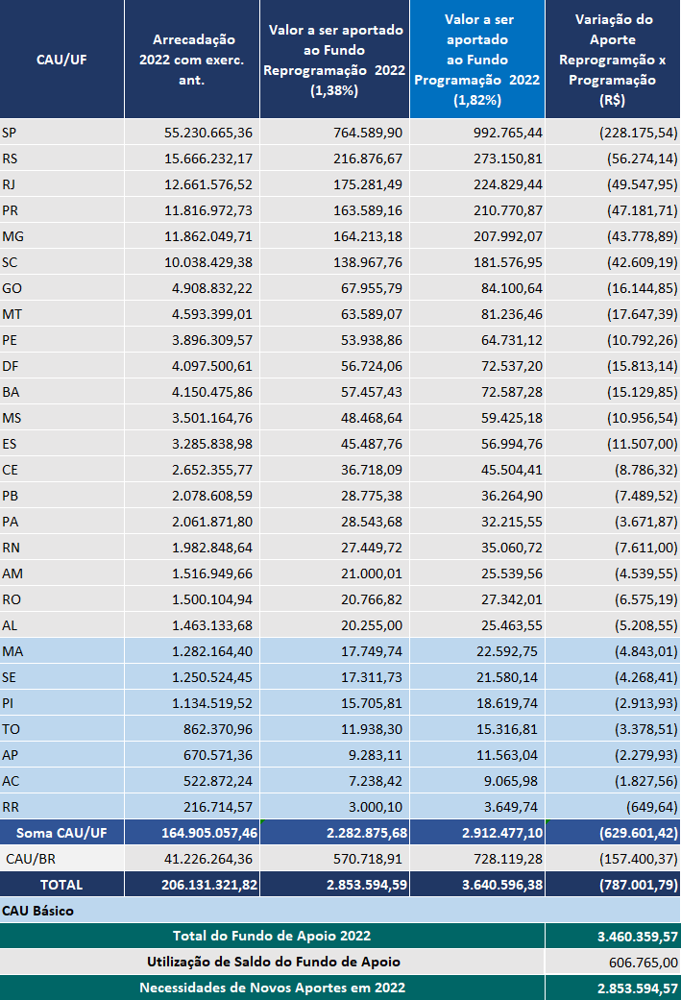 CAU/UF
Arrecadação
2022 com exerc.
ant.
Valor a ser aportado
ao Fundo
Reprogramação 2022
(1,38%)
Valor a ser
aportado
ao Fundo
Programação 2022
(1,82%)
Variação do
Aporte
Reprogramção x
Programação
(R$)
SP 55.230.665,36 764.589,90 992.765,44 (228.175,54)
RS 15.666.232,17 216.876,67 273.150,81 (56.274,14)
RJ 12.661.576,52 175.281,49 224.829,44 (49.547,95)
PR 11.816.972,73 163.589,16 210.770,87 (47.181,71)
MG 11.862.049,71 164.213,18 207.992,07 (43.778,89)
SC 10.038.429,38 138.967,76 181.576,95 (42.609,19)
GO 4.908.832,22 67.955,79 84.100,64 (16.144,85)
MT 4.593.399,01 63.589,07 81.236,46 (17.647,39)
PE 3.896.309,57 53.938,86 64.731,12 (10.792,26)
DF 4.097.500,61 56.724,06 72.537,20 (15.813,14)
BA 4.150.475,86 57.457,43 72.587,28 (15.129,85)
MS 3.501.164,76 48.468,64 59.425,18 (10.956,54)
ES 3.285.838,98 45.487,76 56.994,76 (11.507,00)
CE 2.652.355,77 36.718,09 45.504,41 (8.786,32)
PB 2.078.608,59 28.775,38 36.264,90 (7.489,52)
PA 2.061.871,80 28.543,68 32.215,55 (3.671,87)
RN 1.982.848,64 27.449,72 35.060,72 (7.611,00)
AM 1.516.949,66 21.000,01 25.539,56 (4.539,55)
RO 1.500.104,94 20.766,82 27.342,01 (6.575,19)
AL 1.463.133,68 20.255,00 25.463,55 (5.208,55)
MA 1.282.164,40 17.749,74 22.592,75 (4.843,01)
SE 1.250.524,45 17.311,73 21.580,14 (4.268,41)
PI 1.134.519,52 15.705,81 18.619,74 (2.913,93)
TO 862.370,96 11.938,30 15.316,81 (3.378,51)
AP 670.571,36 9.283,11 11.563,04 (2.279,93)
AC 522.872,24 7.238,42 9.065,98 (1.827,56)
RR 216.714,57 3.000,10 3.649,74 (649,64)
Soma CAU/UF 164.905.057,46 2.282.875,68 2.912.477,10 (629.601,42)
CAU/BR 41.226.264,36 570.718,91 728.119,28 (157.400,37)
TOTAL 206.131.321,82 2.853.594,59 3.640.596,38 (787.001,79)
CAU Básico
Total do Fundo de Apoio 2022 3.460.359,57
Utilização de Saldo do Fundo de Apoio 606.765,00
Necessidades de Novos Aportes em 2022 2.853.594,57